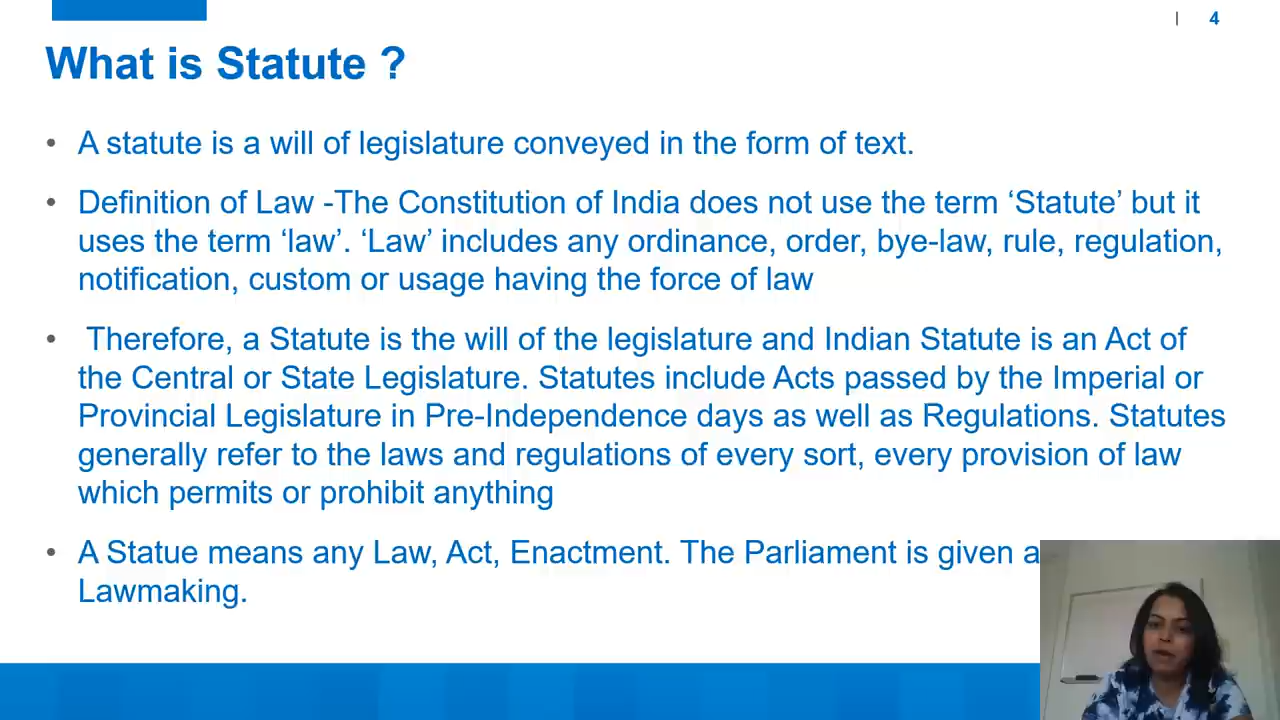 | 4
What is Statute ?
• A statute is a will of legislature conveyed in the form of text.
• Definition of Law -The Constitution of India does not use the term ‘Statute’ but it
uses the term ‘law’. ‘Law’ includes any ordinance, order, bye-law, rule, regulation,
notification, custom or usage having the force of law
• Therefore, a Statute is the will of the legislature and Indian Statute is an Act of
the Central or State Legislature. Statutes include Acts passed by the Imperial or
Provincial Legislature in Pre-Independence days as well as Regulations. Statutes
generally refer to the laws and regulations of every sort, every provision of law
which permits or prohibit anything
• A Statue means any Law, Act, Enactment. The Parliament is given a
Lawmaking.